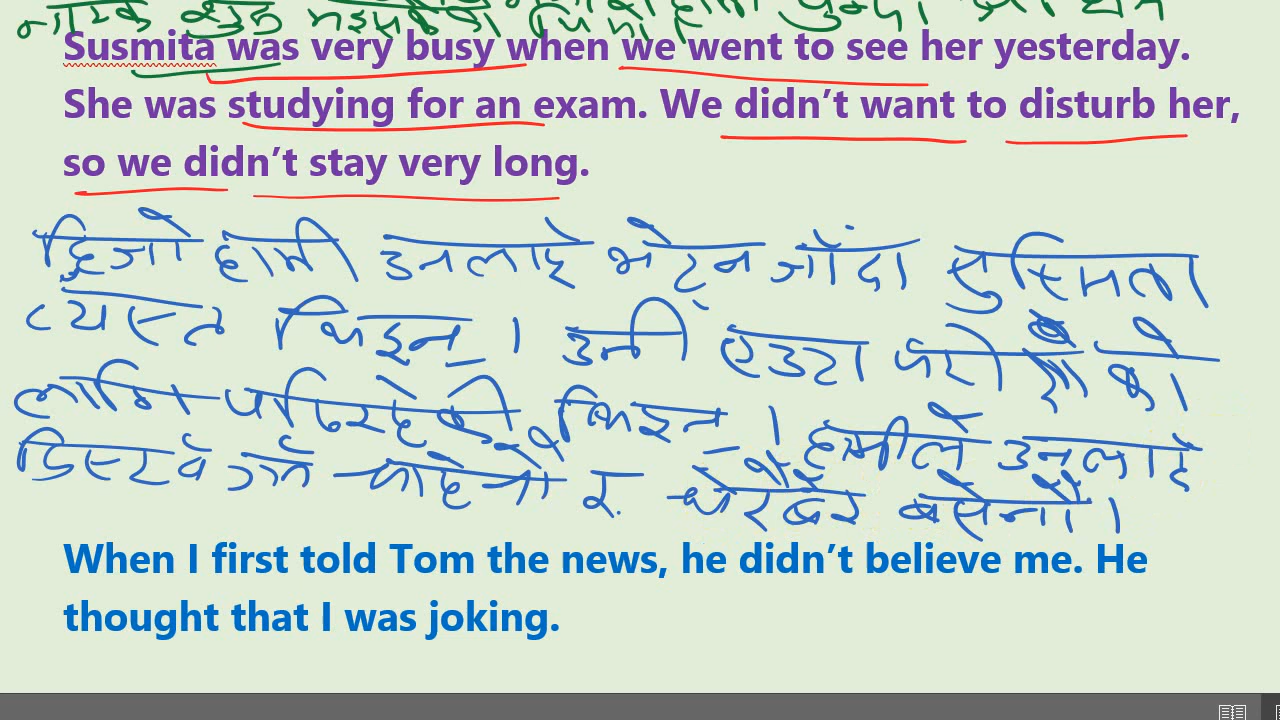 Susmita was very busy when we went to see her yesterday.
She was studying for an exam. We didn't want to disturb her,
so we didn't stay very long.
हिजो हामी उनलाई भेट्न जाँदा सुस्मिता
व्यस्त थिइन् । उनी एउटा परीक्षाको
लागि पढिरहेकी थिइन् । हामीले उनलाई
डिस्टर्व गर्न चाहेनौं र धेरैबेर बसेनौं ।
When I first told Tom the news, he didn't believe me. He
thought that I was joking.